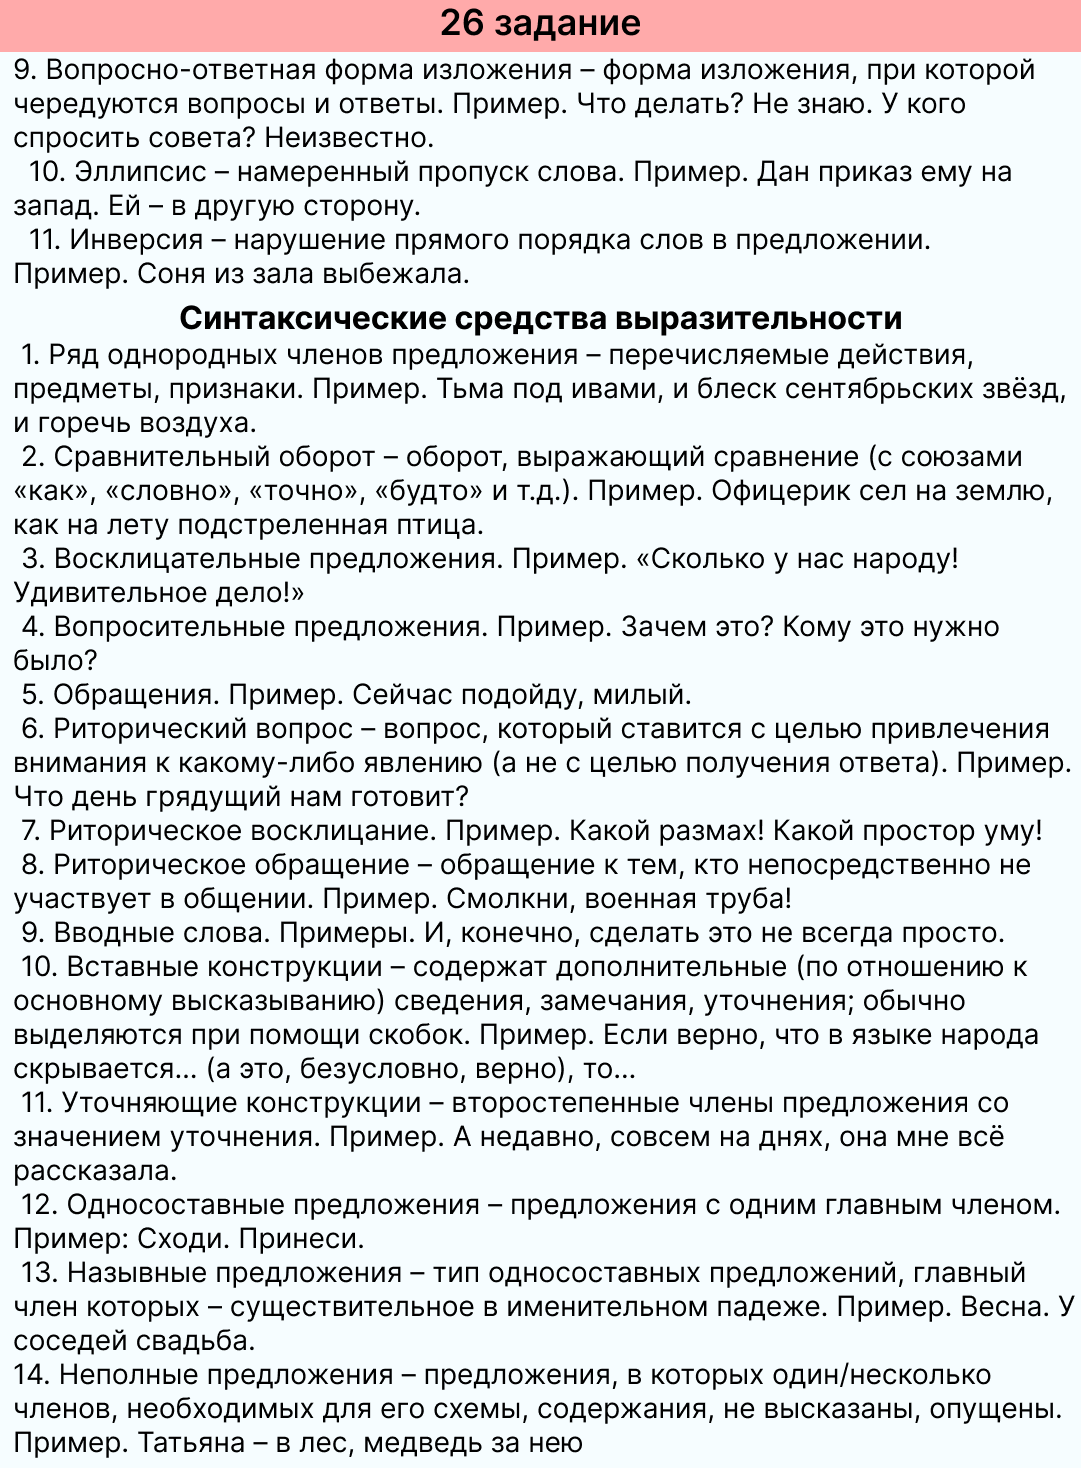 26 задание
9. Вопросно-ответная форма изложения – форма изложения, при которой
чередуются вопросы и ответы. Пример. Что делать? Не знаю. У кого
спросить совета? Неизвестно.
10. Эллипсис – намеренный пропуск слова. Пример. Дан приказ ему на
запад. Ей – в другую сторону.
11. Инверсия – нарушение прямого порядка слов в предложении.
Пример. Соня из зала выбежала.
Синтаксические средства выразительности
1. Ряд однородных членов предложения – перечисляемые действия,
предметы, признаки. Пример. Тьма под ивами, и блеск сентябрьских звёзд,
и горечь воздуха.
2. Сравнительный оборот – оборот, выражающий сравнение (с союзами
«как», «словно», «точно», «будто» и т.д.). Пример. Офицерик сел на землю,
как на лету подстреленная птица.
3. Восклицательные предложения. Пример. «Сколько у нас народу!
Удивительное дело!»
4. Вопросительные предложения. Пример. Зачем это? Кому это нужно
было?
5. Обращения. Пример. Сейчас подойду, милый.
6. Риторический вопрос – вопрос, который ставится с целью привлечения
внимания к какому-либо явлению (а не с целью получения ответа). Пример.
Что день грядущий нам готовит?
7. Риторическое восклицание. Пример. Какой размах! Какой простор уму!
8. Риторическое обращение – обращение к тем, кто непосредственно не
участвует в общении. Пример. Смолкни, военная труба!
9. Вводные слова. Примеры. И, конечно, сделать это не всегда просто.
10. Вставные конструкции – содержат дополнительные (по отношению к
основному высказыванию) сведения, замечания, уточнения; обычно
выделяются при помощи скобок. Пример. Если верно, что в языке народа
скрывается... (а это, безусловно, верно), то...
11. Уточняющие конструкции – второстепенные члены предложения со
значением уточнения. Пример. А недавно, совсем на днях, она мне всё
рассказала.
12. Односоставные предложения – предложения с одним главным членом.
Пример: Сходи. Принеси.
13. Назывные предложения – тип односоставных предложений, главный
член которых – существительное в именительном падеже. Пример. Весна. У
соседей свадьба.
14. Неполные предложения – предложения, в которых один/несколько
членов, необходимых для его схемы, содержания, не высказаны, опущены.
Пример. Татьяна – в лес, медведь за нею